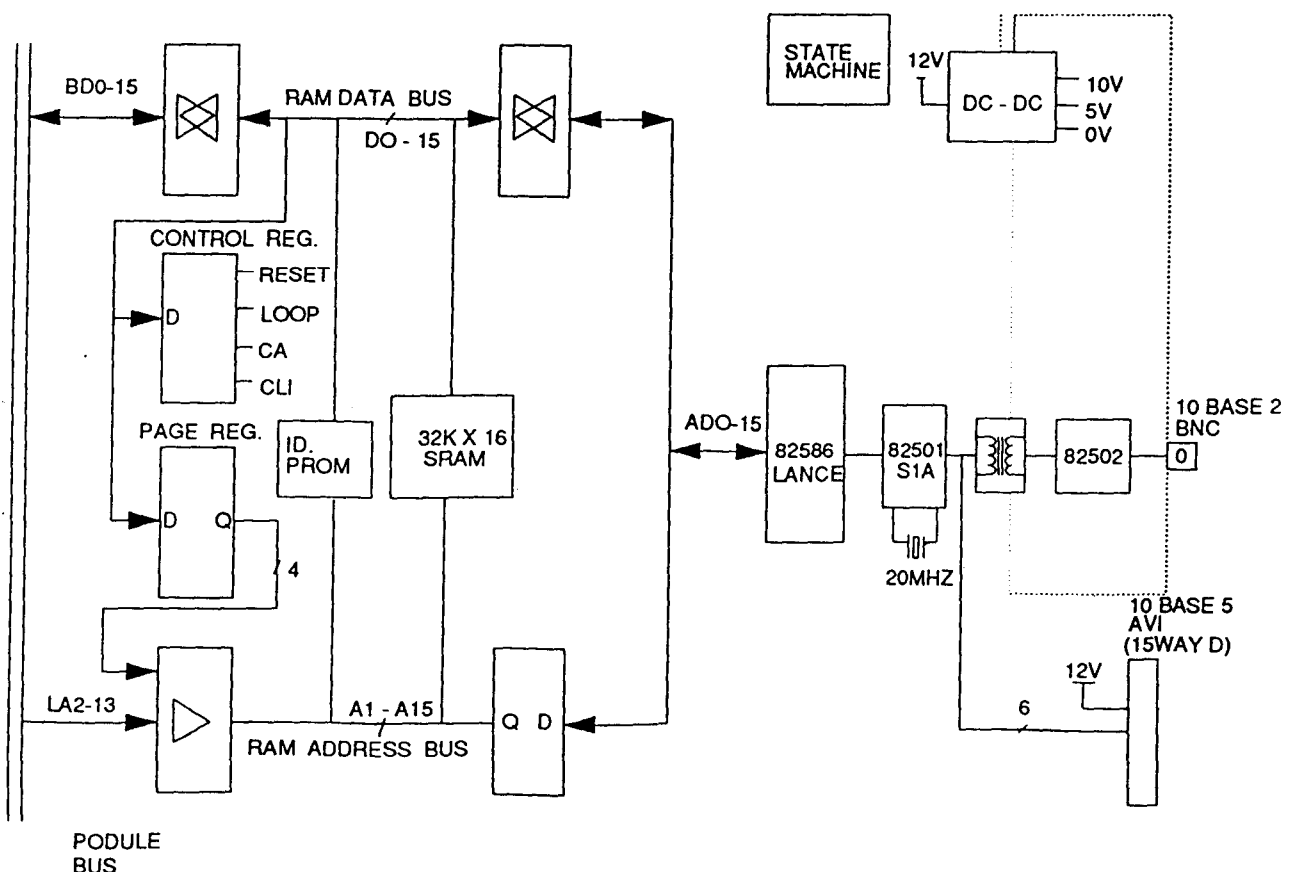 STATE
MACHINE
12V
DC - DC
10V
5V
0V
BD0-15
RAM DATA BUS
DO - 15
CONTROL REG.
D
RESET
LOOP
CA
CLI
PAGE REG.
D Q
4
ID.
PROM
32K X 16
SRAM
ADO-15
82586
LANCE
82501
S1A
20MHZ
82502
10 BASE 2
BNC
0
10 BASE 5
AVI
(15WAY D)
12V
6
LA2-13
A1 - A15
RAM ADDRESS BUS
Q D
PODULE
BUS